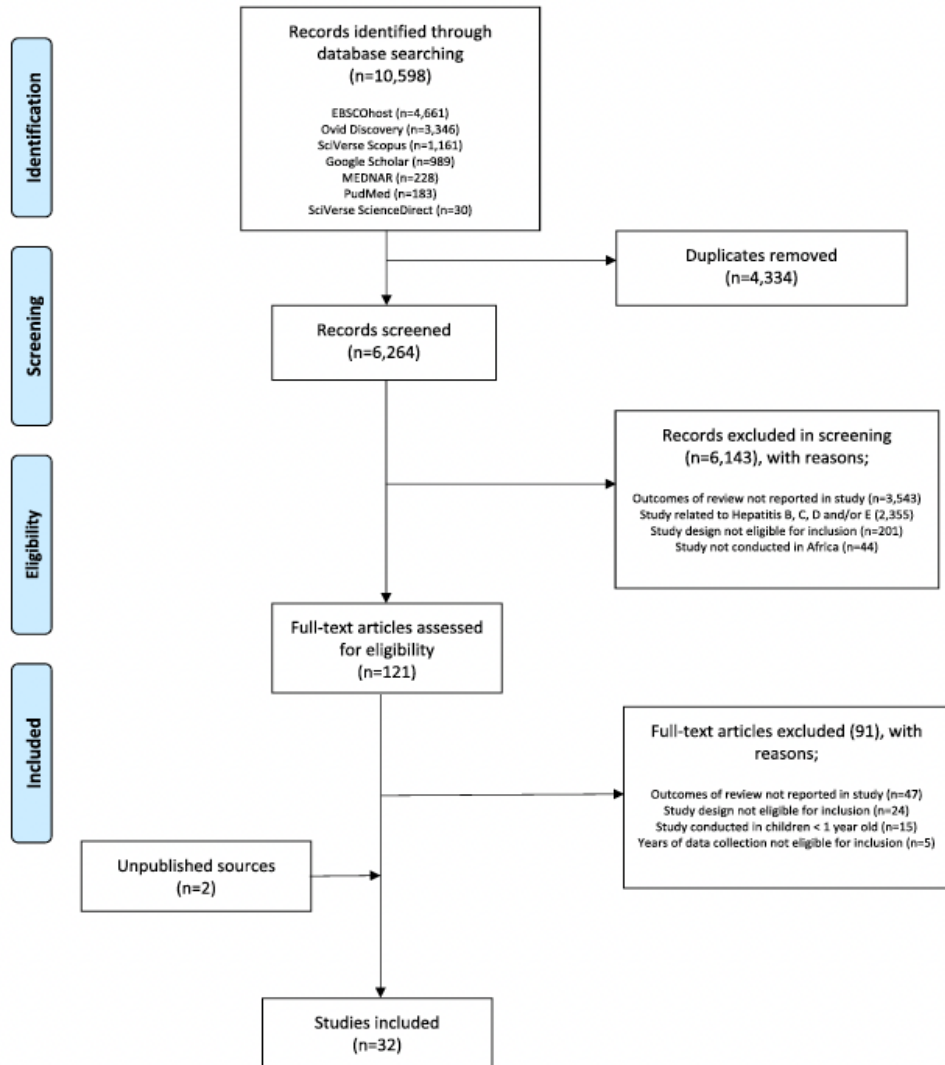 Identification
Records identified through
database searching
(n=10,598)
EBSCOhost (n=4,661)
Ovid Discovery (n=3,346)
SciVerse Scopus (n=1,161)
Google Scholar (n=989)
MEDNAR (n=228)
PudMed (n=183)
SciVerse ScienceDirect (n=30)
Duplicates removed
(n=4,334)
Screening
Records screened
(n=6,264)
Records excluded in screening
(n=6,143), with reasons;
Outcomes of review not reported in study (n=3,543)
Study related to Hepatitis B, C, D and/or E (2,355)
Study design not eligible for inclusion (n=201)
Study not conducted in Africa (n=44)
Eligibility
Full-text articles assessed
for eligibility
(n=121)
Included
Full-text articles excluded (91), with
reasons;
Outcomes of review not reported in study (n=47)
Study design not eligible for inclusion (n=24)
Study conducted in children < 1 year old (n=15)
Years of data collection not eligible for inclusion (n=5)
Unpublished sources
(n=2)
Studies included
(n=32)